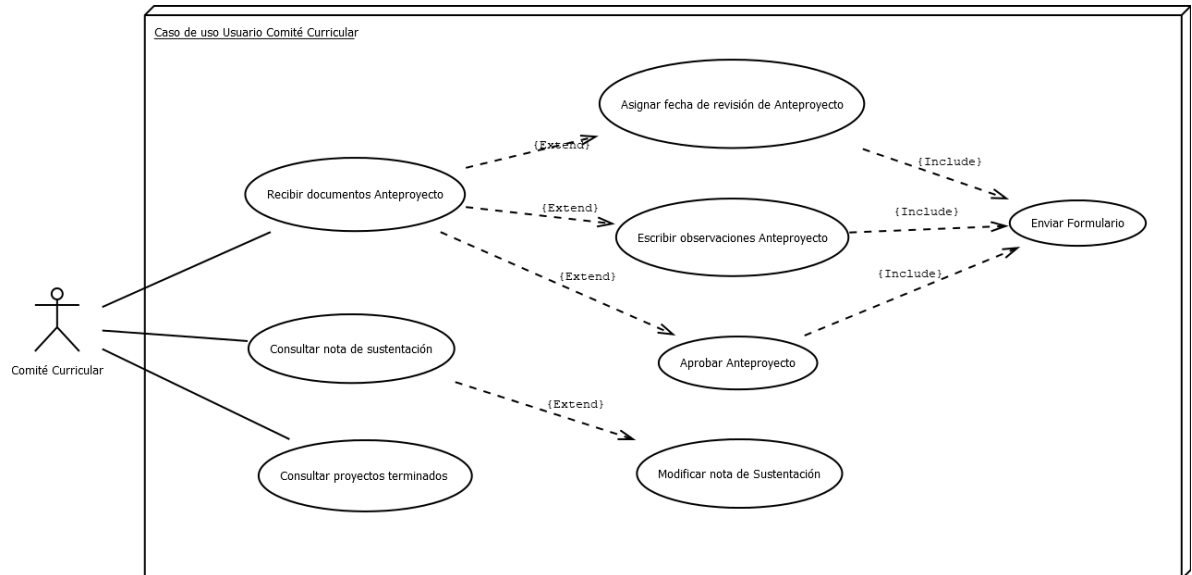 Caso de uso Usuario Comité Curricular
Asignar fecha de revisión de Anteproyecto
{Extend}
{Include}
Recibir documentos Anteproyecto
{Extend}
{Include}
Enviar Formulario
Escribir observaciones Anteproyecto
{Extend}
{Include}
Consultar nota de sustentación
Aprobar Anteproyecto
Comité Curricular
{Extend}
Consultar proyectos terminados
Modificar nota de Sustentación